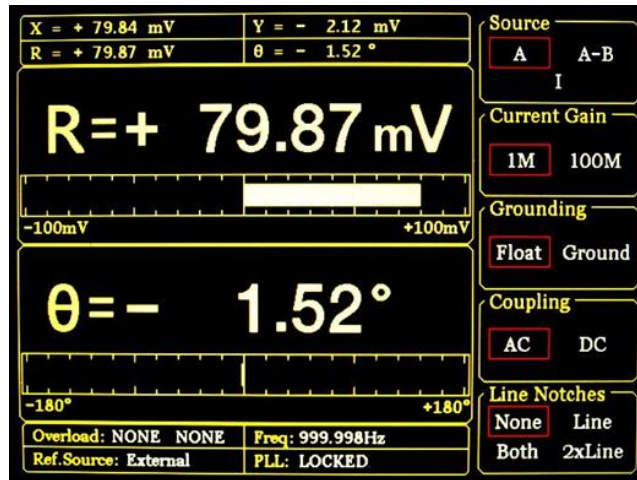 X = + 79.84 mV
Y = - 2.12 mV
R = + 79.87 mV
θ = - 1.52 °
R=+ 79.87 mV
-100mV
+100mV
θ=- 1.52°
-180°
+180°
Overload: NONE NONE
Freq: 999.998Hz
Ref.Source: External
PLL: LOCKED
Source
A A-B
I
Current Gain
1M 100M
Grounding
Float Ground
Coupling
AC DC
Line Notches
None Line
Both 2xLine